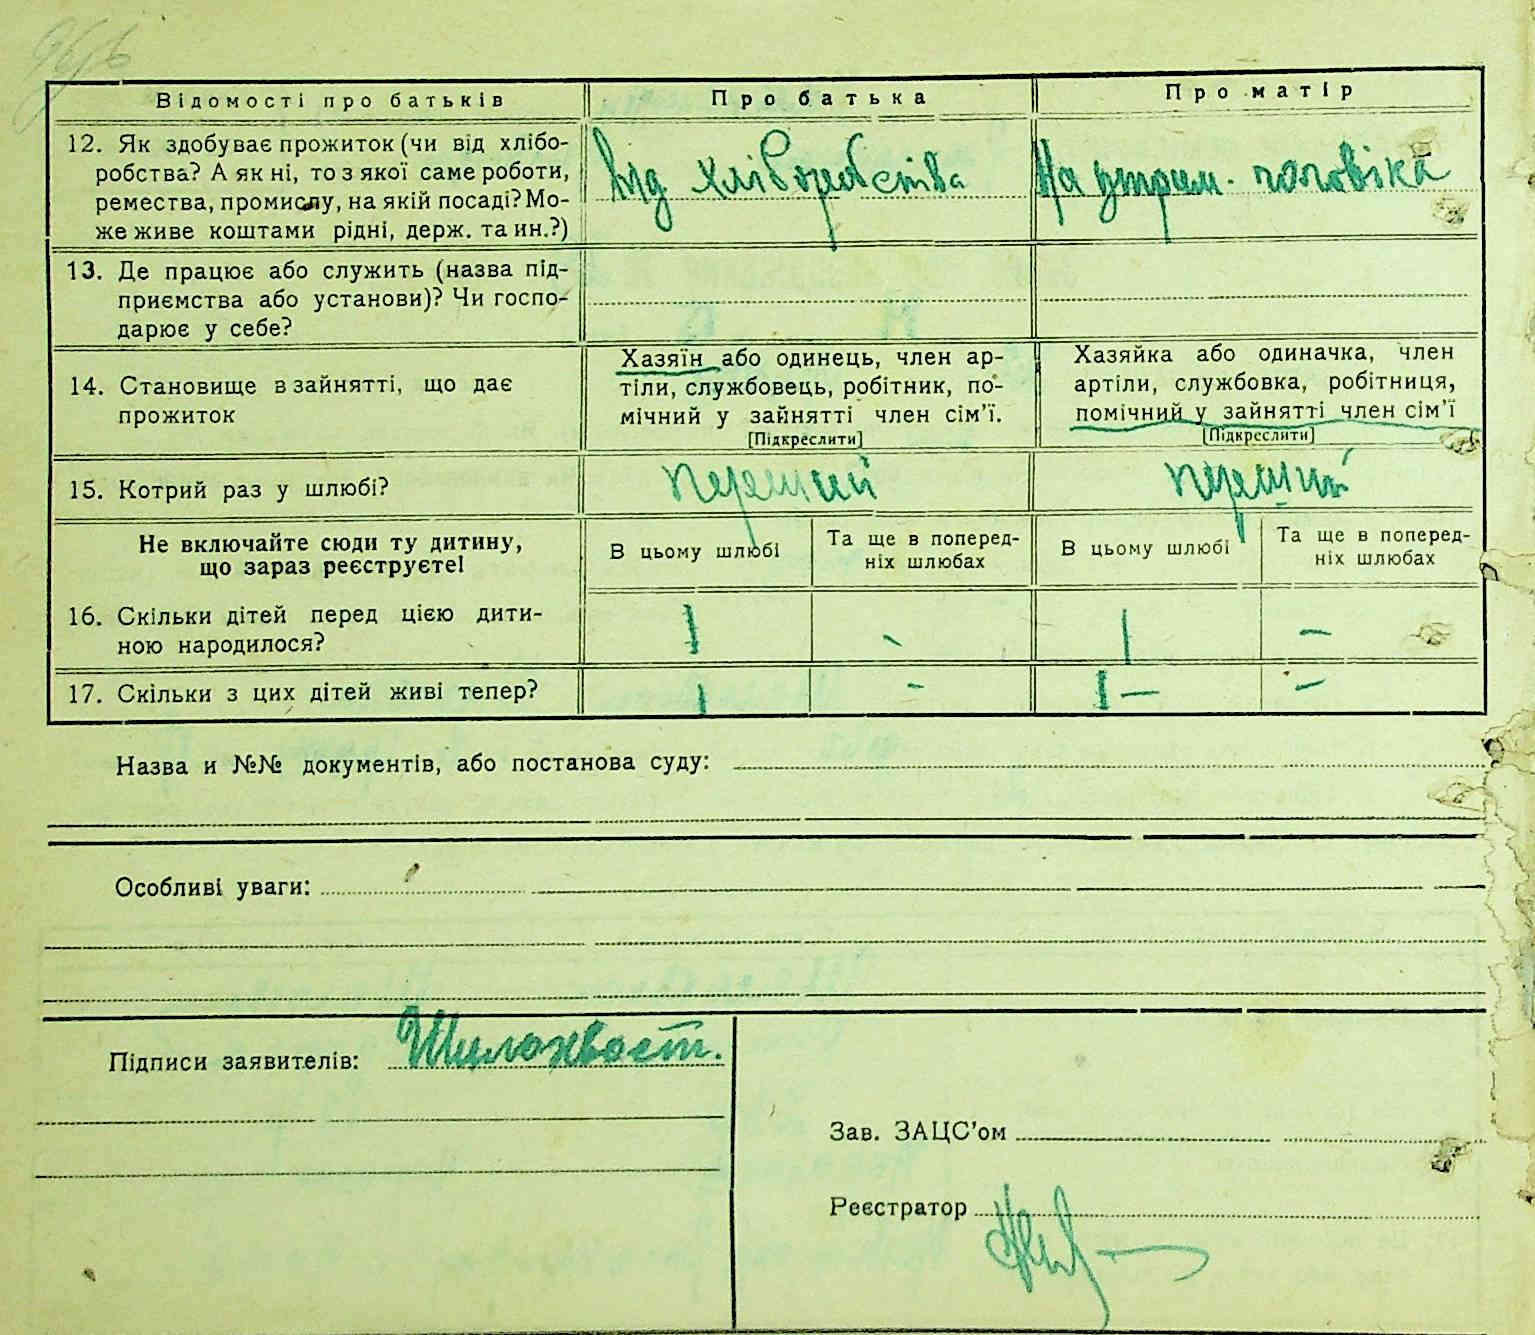 Відомості про батьків
Про батька
Про матір
12. Як здобуває прожиток (чи від хлібо-
робства? А як ні, то з якої саме роботи,
ремества, промислу, на якій посаді? Мо-
же живе коштами рідні, держ. та ин.?)
Від хліборобства
На утрим. чоловіка
13. Де працює або служить (назва під-
приємства або установи)? Чи госпо-
дарює у себе?
14. Становище в зайнятті, що дає
прожиток
Хазяїн або одинець, член ар-
тіли, службовець, робітник, по-
мічний у зайнятті член сім'ї.
[Підкреслити]
Хазяйка або одиначка, член
артіли, службовка, робітниця,
помічний у зайнятті член сім'ї
[Підкреслити]
15. Котрий раз у шлюбі?
перший
перший
Не включайте сюди ту дитину,
що зараз реєструєте!
В цьому шлюбі
Та ще в поперед-
ніх шлюбах
В цьому шлюбі
Та ще в поперед-
ніх шлюбах
16. Скільки дітей перед цією дити-
ною народилося?
1 - 1 -
17. Скільки з цих дітей живі тепер?
1 - 1 - -
Назва и №№ документів, або постанова суду:
Особливі уваги:
Підписи заявителів: Шилохвост.
Зав. ЗАЦС'ом
Реєстратор